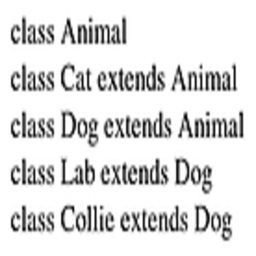 class Animal
class Cat extends Animal
class Dog extends Animal
class Lab extends Dog
class Collie extends Dog